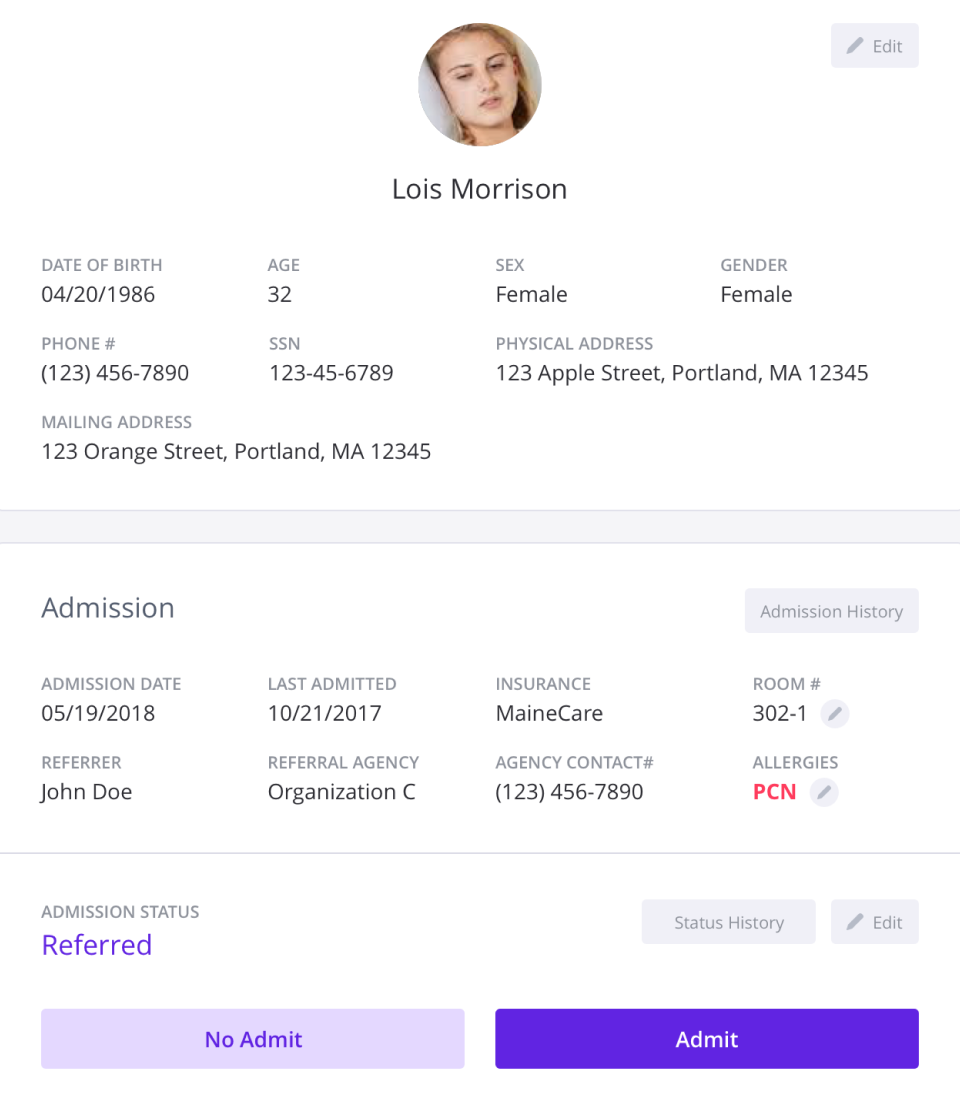 Edit
Lois Morrison
DATE OF BIRTH AGE SEX GENDER
04/20/1986 32 Female Female
PHONE # SSN PHYSICAL ADDRESS
(123) 456-7890 123-45-6789 123 Apple Street, Portland, MA 12345
MAILING ADDRESS
123 Orange Street, Portland, MA 12345
Admission Admission History
ADMISSION DATE LAST ADMITTED INSURANCE ROOM #
05/19/2018 10/21/2017 MaineCare 302-1
REFERRER REFERRAL AGENCY AGENCY CONTACT# ALLERGIES
John Doe Organization C (123) 456-7890 PCN
ADMISSION STATUS
Referred Status History Edit
No Admit Admit